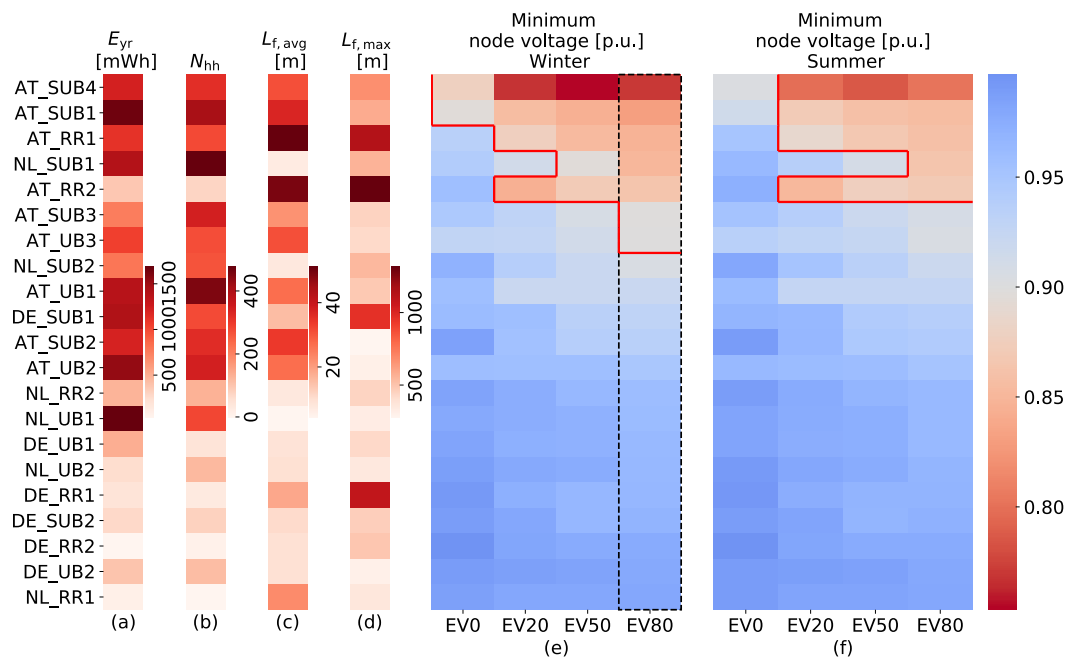 E_yr
[mWh]
N_hh
L_f, avg
[m]
L_f, max
[m]
Minimum
node voltage [p.u.]
Winter
Minimum
node voltage [p.u.]
Summer
AT_SUB4
AT_SUB1
AT_RR1
NL_SUB1
AT_RR2
AT_SUB3
AT_UB3
NL_SUB2
AT_UB1
DE_SUB1
AT_SUB2
AT_UB2
NL_RR2
NL_UB1
DE_UB1
NL_UB2
DE_RR1
DE_SUB2
DE_RR2
DE_UB2
NL_RR1
500 1000 1500
0 200 400
20 40
500 1000
0.95
0.90
0.85
0.80
EV0 EV20 EV50 EV80
EV0 EV20 EV50 EV80
(a) (b) (c) (d) (e) (f)